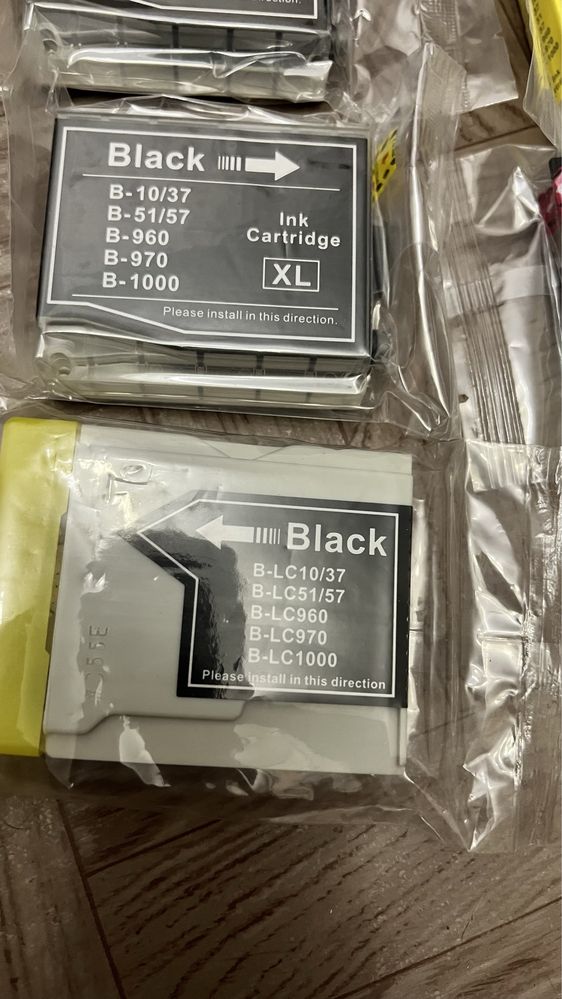 Black
B-10/37
B-51/57
B-960
B-970
B-1000
Ink
Cartridge
XL
Please install in this direction.
Black
B-LC10/37
B-LC51/57
B-LC960
B-LC970
B-LC1000
Please install in this direction